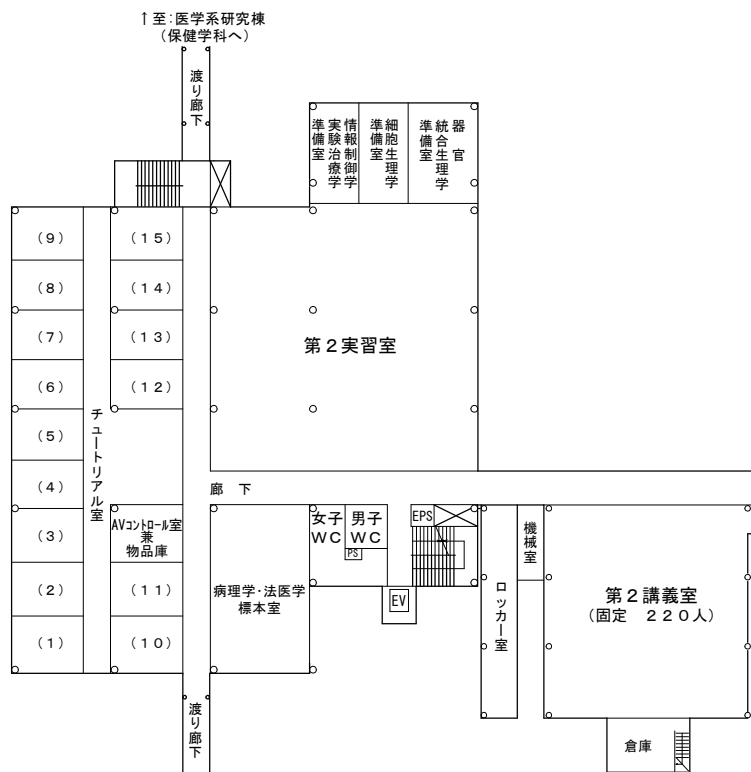 ↑至:医学系研究棟
(保健学科へ)
渡り廊下
情報制御学
実験治療学
準備室
細胞生理学
準備室
器官
統合生理学
準備室
(9)
(8)
(7)
(6)
(5)
(4)
(3)
(2)
(1)
チュートリアル室
(15)
(14)
(13)
(12)
AVコントロール室
兼
物品庫
(11)
(10)
第2実習室
廊 下
病理学・法医学
標本室
女子
WC
男子
WC
PS
EPS
EV
ロッカー室
機械室
第2講義室
(固定 220人)
倉庫
渡り廊下